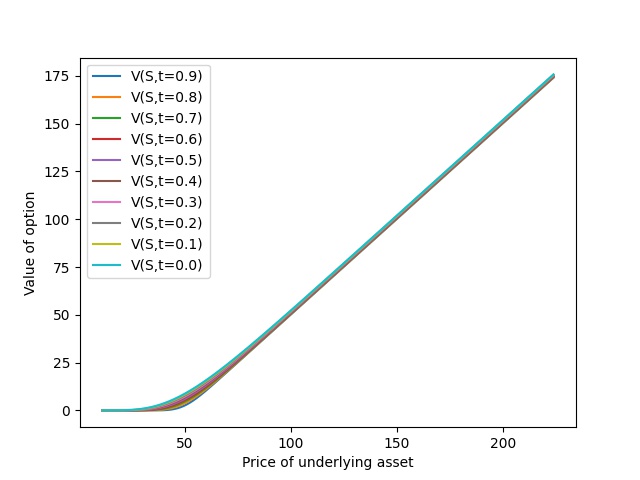 V(S,t=0.9)
V(S,t=0.8)
V(S,t=0.7)
V(S,t=0.6)
V(S,t=0.5)
V(S,t=0.4)
V(S,t=0.3)
V(S,t=0.2)
V(S,t=0.1)
V(S,t=0.0)
Value of option
175
150
125
100
75
50
25
0
50
100
150
200
Price of underlying asset